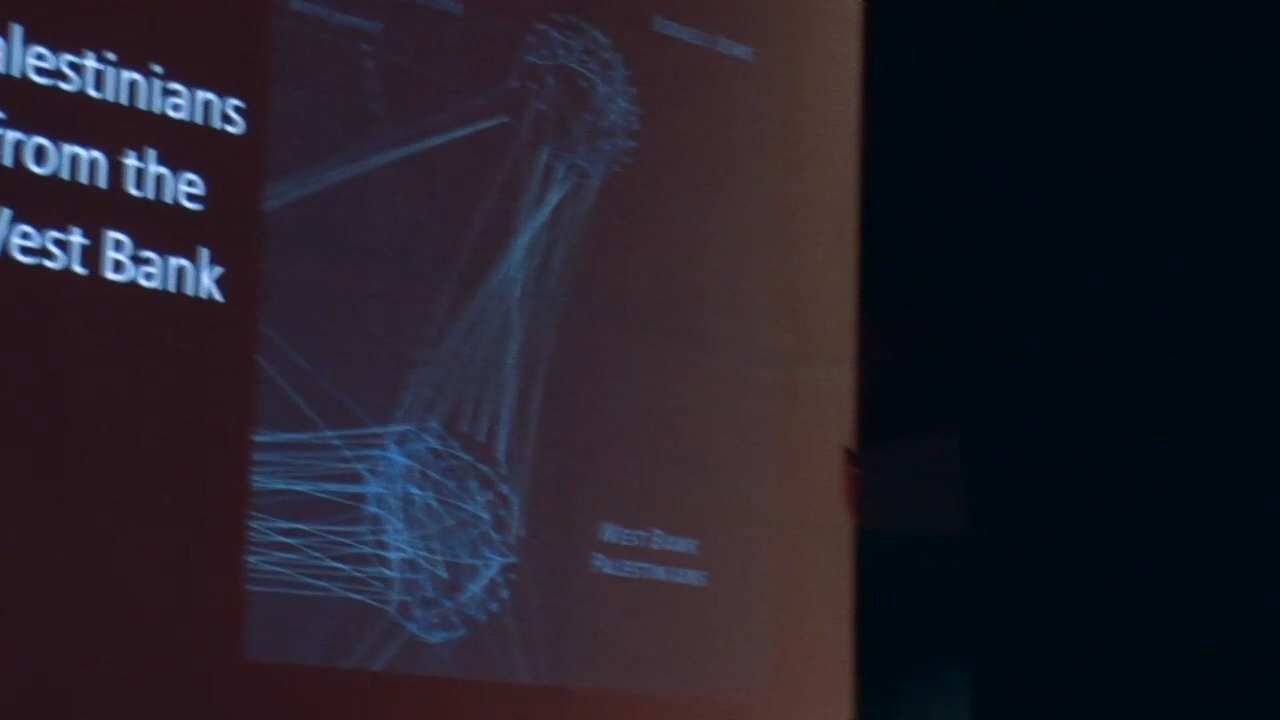 alestinians
from the
West Bank
West Bank
Palestinians